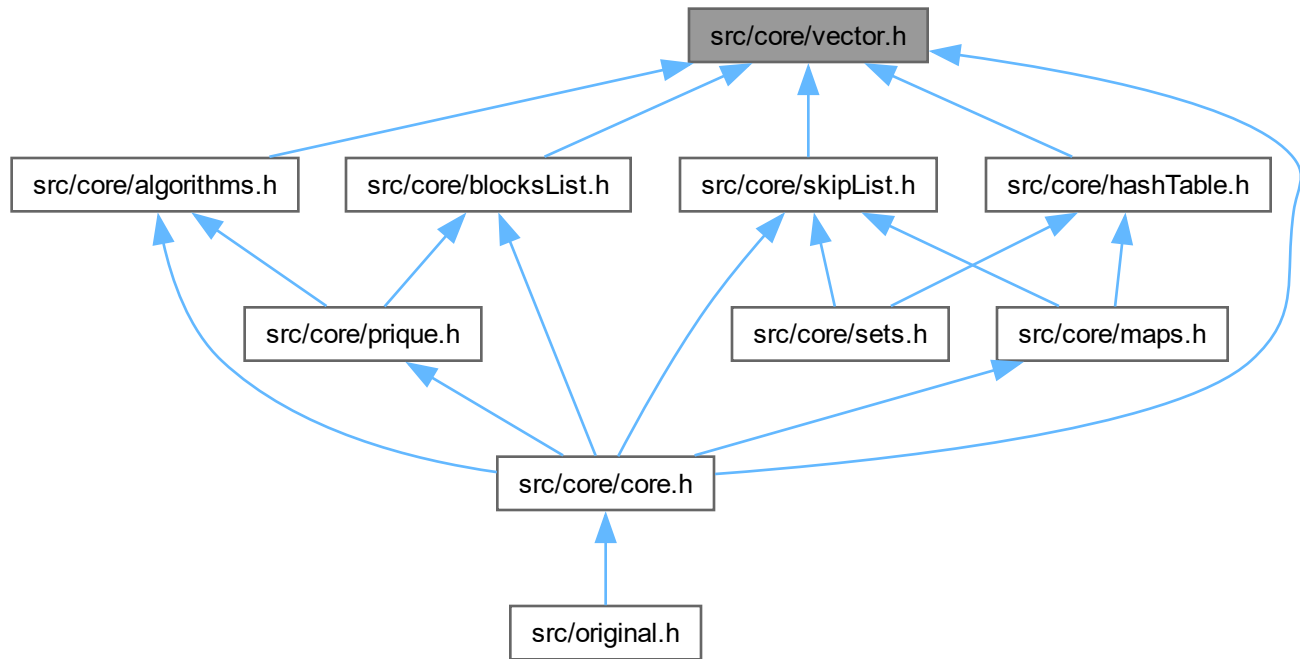 src/core/vector.h
src/core/algorithms.h
src/core/blocksList.h
src/core/skipList.h
src/core/hashTable.h
src/core/prique.h
src/core/sets.h
src/core/maps.h
src/core/core.h
src/original.h